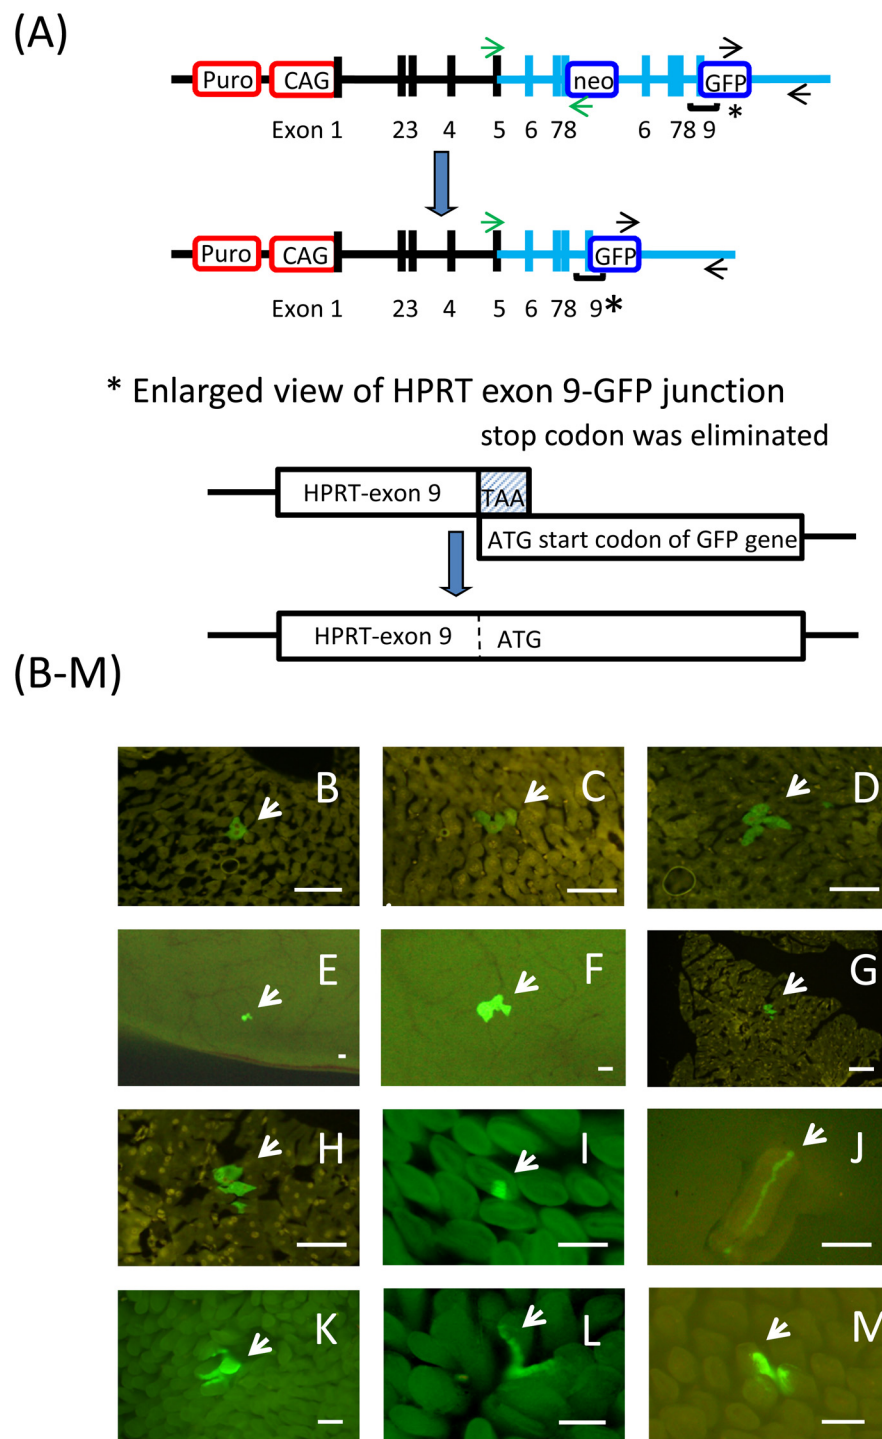 (A)
Puro CAG neo GFP
*
Exon 1 23 4 5 6 78 6 78 9
Puro CAG GFP
Exon 1 23 4 5 6 78 9 *
* Enlarged view of HPRT exon 9-GFP junction
stop codon was eliminated
HPRT-exon 9 TAA
ATG start codon of GFP gene
HPRT-exon 9 ATG
(B-M)
B C D
E F G
H I J
K L M